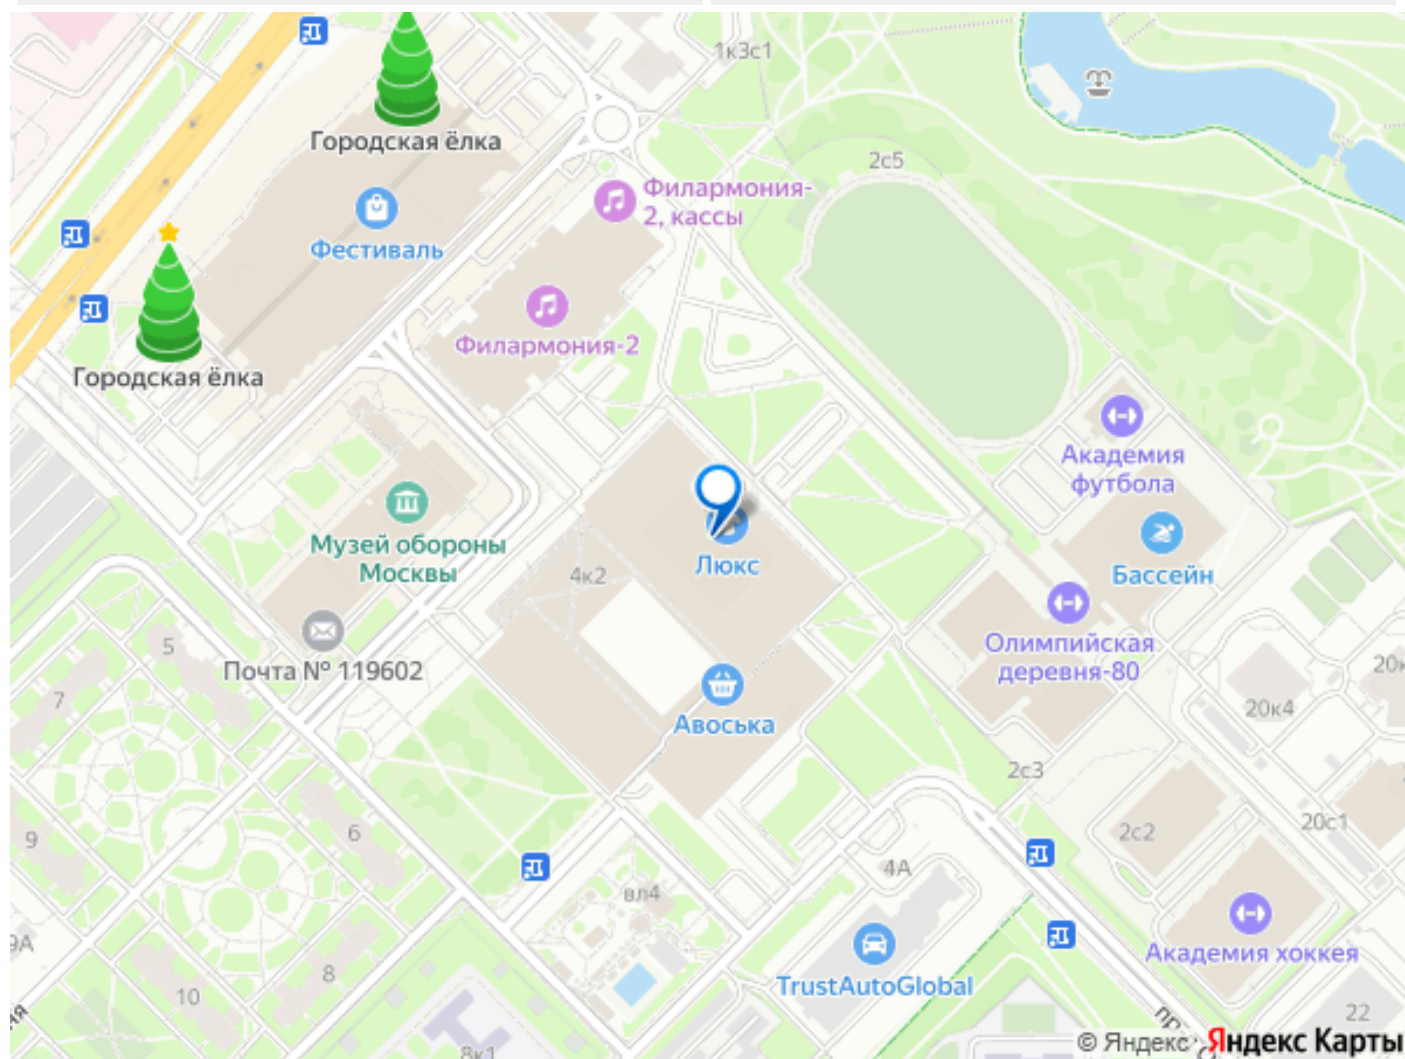 1к3с1
Городская ёлка
2с5
Филармония-
2, кассы
Фестиваль
Филармония-2
Городская ёлка
Академия
футбола
Музей обороны
Москвы
Люкс
4к2
Бассейн
Олимпийская
деревня-80
5
Почта № 119602
7
20к4
Авоська
2с3
9
6
2с2
20с1
4А
вл4
9А
Академия хоккея
8
TrustAutoGlobal
10
22
8к1
© Яндекс
Яндекс Карты